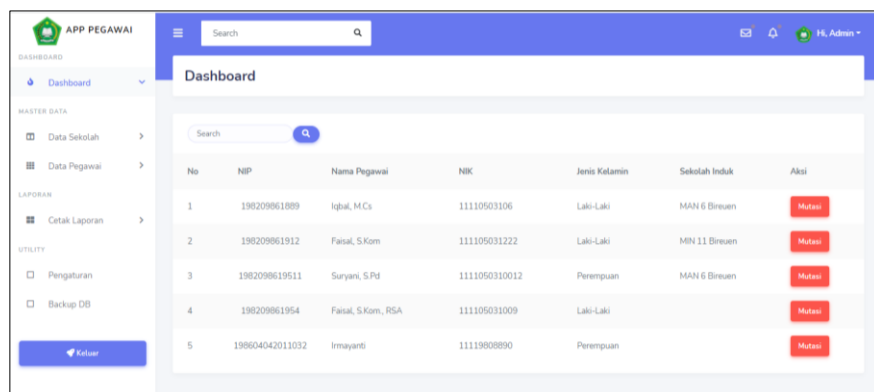 APP PEGAWAI
Search
Hi, Admin
DASHBOARD
Dashboard
Dashboard
MASTER DATA
Data Sekolah
Data Pegawai
LAPORAN
Cetak Laporan
UTILITY
Pengaturan
Backup DB
Keluar
Search
No NIP Nama Pegawai NIK Jenis Kelamin Sekolah Induk Aksi
1 198209861889 Iqbal, M.Cs 11110503106 Laki-Laki MAN 6 Bireuen Mutasi
2 198209861912 Faisal, S.Kom 111105031222 Laki-Laki MIN 11 Bireuen Mutasi
3 1982098619511 Suryani, S.Pd 1111050310012 Perempuan MAN 6 Bireuen Mutasi
4 198209861954 Faisal, S.Kom., RSA 111105031009 Laki-Laki Mutasi
5 198604042011032 Irmayanti 11119808890 Perempuan Mutasi